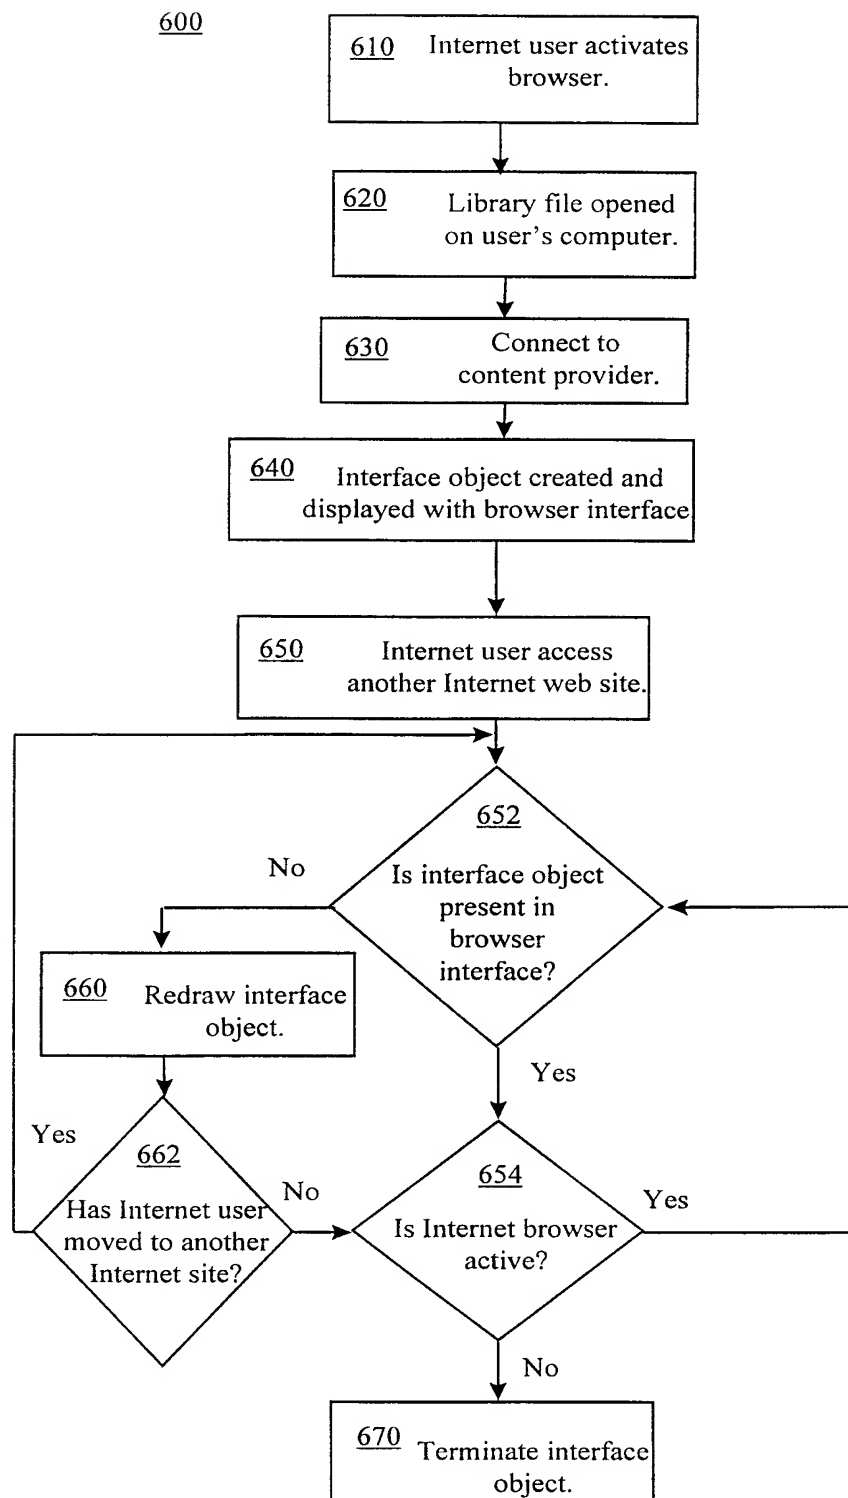 600
610 Internet user activates
browser.
620 Library file opened
on user's computer.
630 Connect to
content provider.
640 Interface object created and
displayed with browser interface
650 Internet user access
another Internet web site.
652
Is interface object
present in
browser
interface?
No
660 Redraw interface
object.
Yes
Yes
662
Has Internet user
moved to another
Internet site?
No
654
Is Internet browser
active?
Yes
No
670 Terminate interface
object.